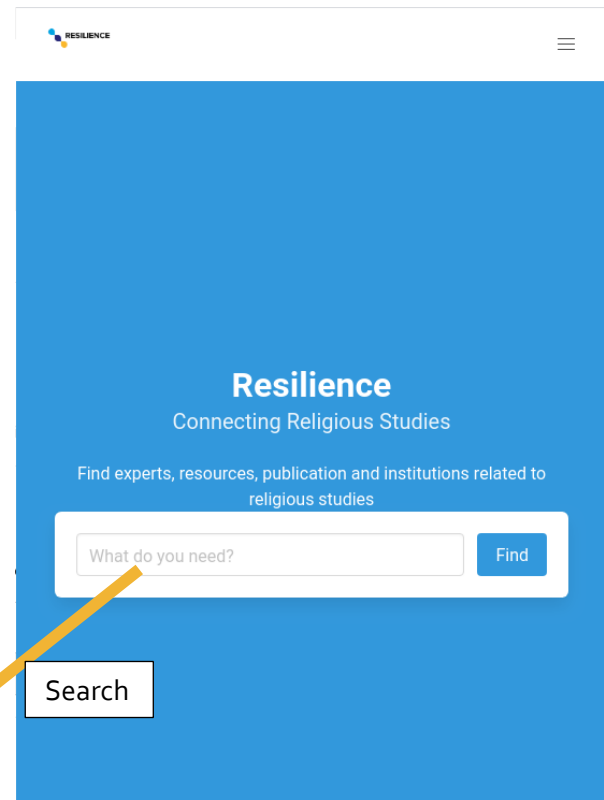 RESILIENCE
Resilience
Connecting Religious Studies
Find experts, resources, publication and institutions related to
religious studies
What do you need?
Find
Search